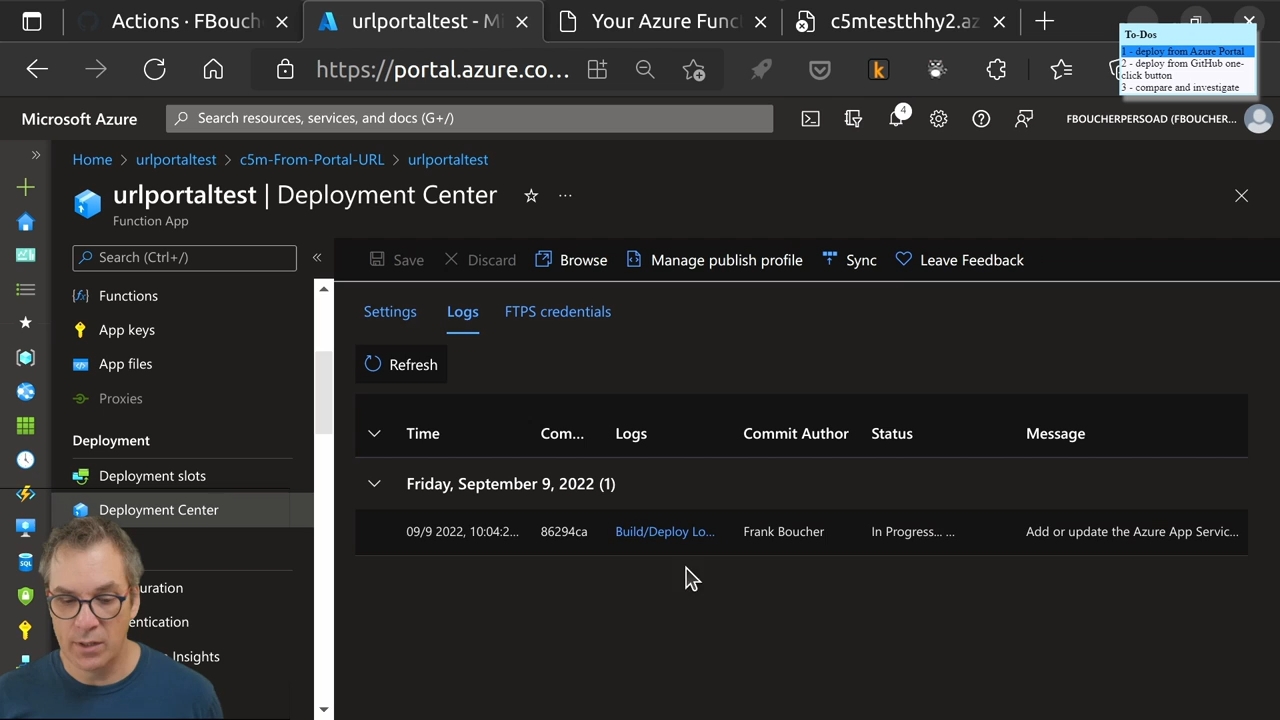 Actions · FBouch
urlportaltest - Mi
Your Azure Func
c5mtestthhy2.az
To-Dos
1 - deploy from Azure Portal
2 - deploy from GitHub one-
click button
3 - compare and investigate
https://portal.azure.co...
Microsoft Azure
Search resources, services, and docs (G+/)
4
FBOUCHERPERSOAD (FBOUCHER...
Home > urlportaltest > c5m-From-Portal-URL > urlportaltest
urlportaltest | Deployment Center
Function App
Search (Ctrl+/)
Functions
App keys
App files
Proxies
Deployment
Deployment slots
Deployment Center
uration
entication
Insights
Save
Discard
Browse
Manage publish profile
Sync
Leave Feedback
Settings
Logs
FTPS credentials
Refresh
Time Com... Logs Commit Author Status Message
Friday, September 9, 2022 (1)
09/9 2022, 10:04:2... 86294ca Build/Deploy Lo... Frank Boucher In Progress... ... Add or update the Azure App Servic...
SQL